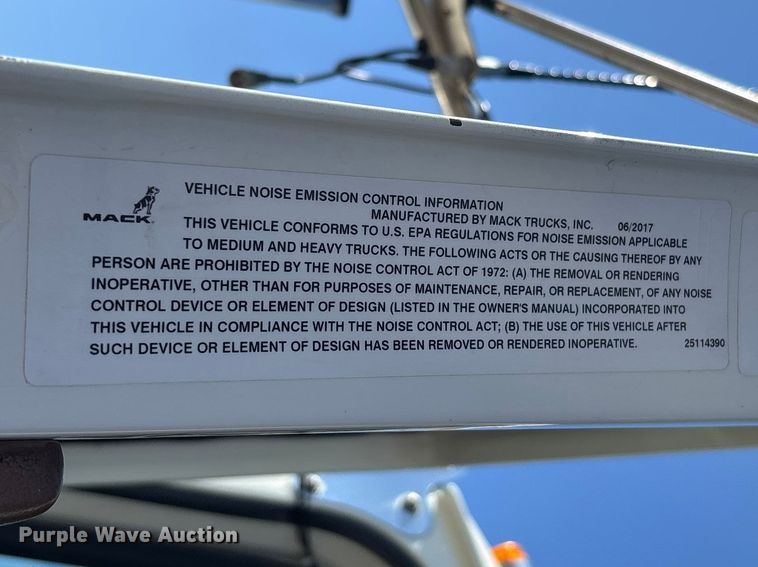 VEHICLE NOISE EMISSION CONTROL INFORMATION
MACK
MANUFACTURED BY MACK TRUCKS, INC. 06/2017
THIS VEHICLE CONFORMS TO U.S. EPA REGULATIONS FOR NOISE EMISSION APPLICABLE
TO MEDIUM AND HEAVY TRUCKS. THE FOLLOWING ACTS OR THE CAUSING THEREOF BY ANY
PERSON ARE PROHIBITED BY THE NOISE CONTROL ACT OF 1972: (A) THE REMOVAL OR RENDERING
INOPERATIVE, OTHER THAN FOR PURPOSES OF MAINTENANCE, REPAIR, OR REPLACEMENT, OF ANY NOISE
CONTROL DEVICE OR ELEMENT OF DESIGN (LISTED IN THE OWNER'S MANUAL) INCORPORATED INTO
THIS VEHICLE IN COMPLIANCE WITH THE NOISE CONTROL ACT; (B) THE USE OF THIS VEHICLE AFTER
SUCH DEVICE OR ELEMENT OF DESIGN HAS BEEN REMOVED OR RENDERED INOPERATIVE. 25114390
Purple Wave Auction